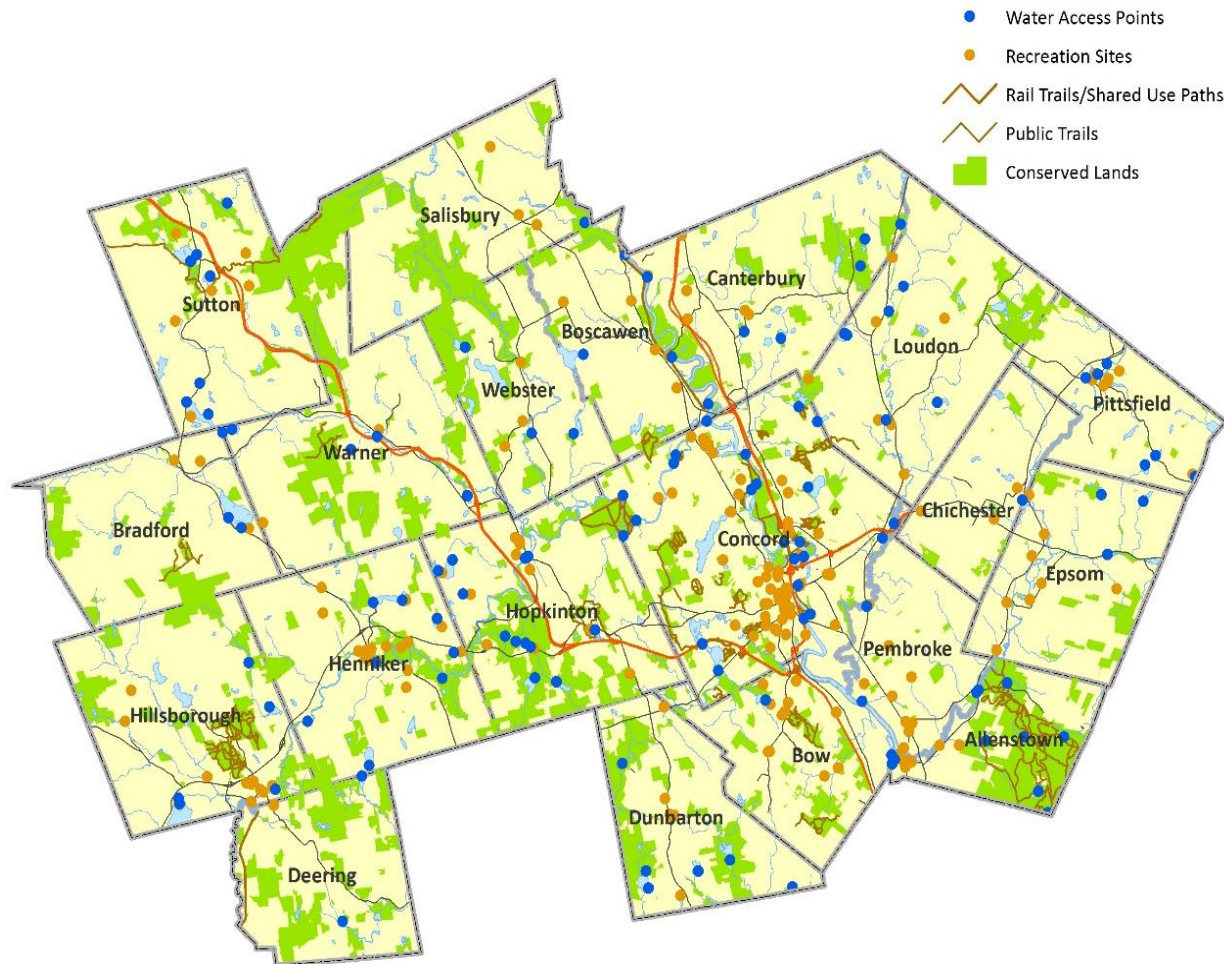 Water Access Points
Recreation Sites
Rail Trails/Shared Use Paths
Public Trails
Conserved Lands
Salisbury
Canterbury
Sutton
Boscawen
Loudon
Webster
Pittsfield
Warner
Chichester
Bradford
Concord
Epsom
Hopkinton
Pembroke
Henniker
Hillsborough
Allenstown
Bow
Dunbarton
Deering